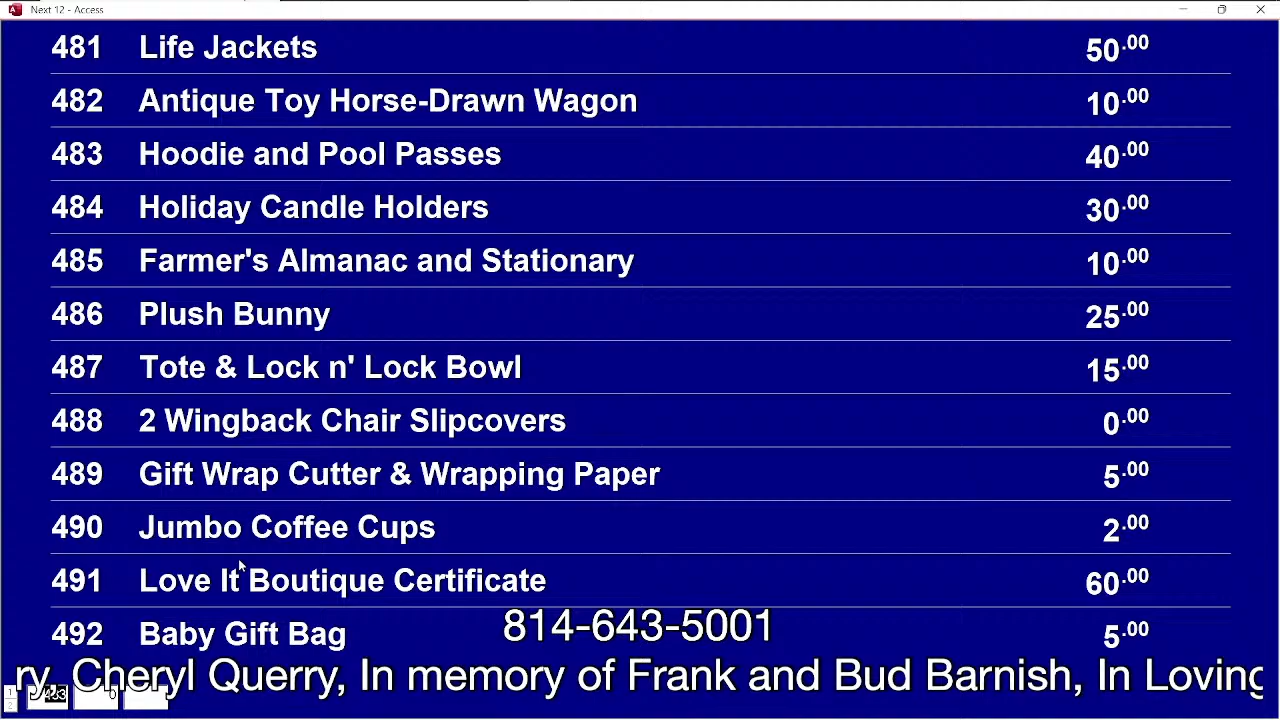 Next 12 - Access
481 Life Jackets 50.00
482 Antique Toy Horse-Drawn Wagon 10.00
483 Hoodie and Pool Passes 40.00
484 Holiday Candle Holders 30.00
485 Farmer's Almanac and Stationary 10.00
486 Plush Bunny 25.00
487 Tote & Lock n' Lock Bowl 15.00
488 2 Wingback Chair Slipcovers 0.00
489 Gift Wrap Cutter & Wrapping Paper 5.00
490 Jumbo Coffee Cups 2.00
491 Love It Boutique Certificate 60.00
492 Baby Gift Bag 5.00
814-643-5001
ry, Cheryl Querry, In memory of Frank and Bud Barnish, In Loving